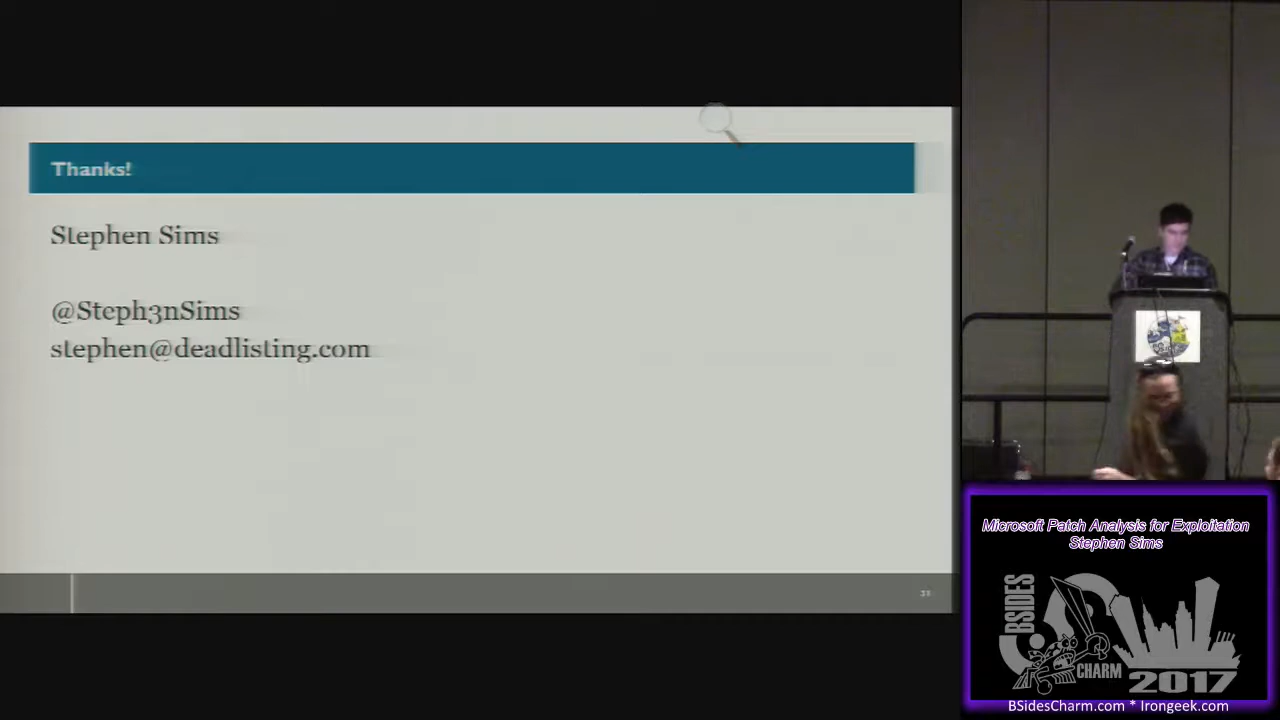 Thanks!
Stephen Sims
@Steph3nSims
stephen@deadlisting.com
Microsoft Patch Analysis for Exploitation
Stephen Sims
BSIDES
CHARM
2017
BSidesCharm.com * Irongeek.com